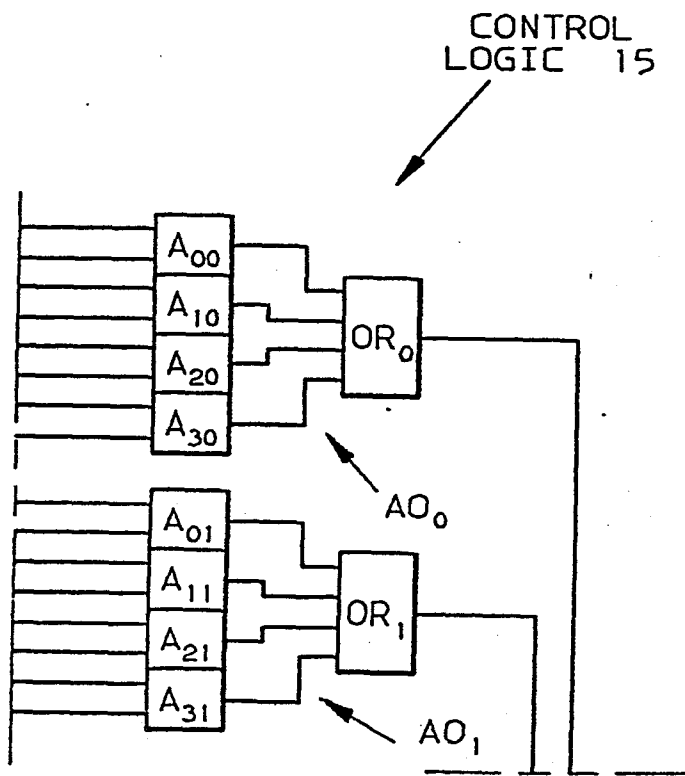 CONTROL
LOGIC 15
A₀₀
A₁₀
A₂₀
A₃₀
OR₀
AO₀
A₀₁
A₁₁
A₂₁
A₃₁
OR₁
AO₁